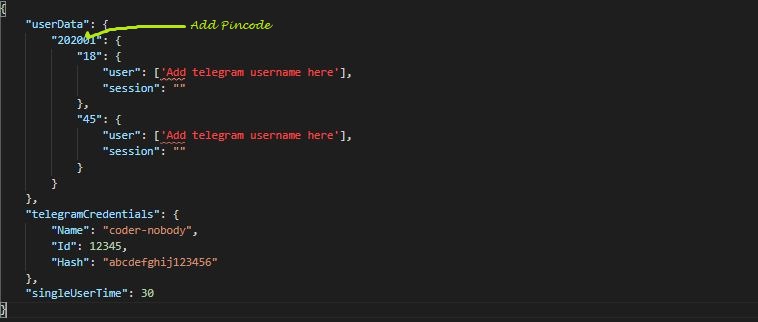 {
"userData": {
Add Pincode
"202001": {
"18": {
"user": ['Add telegram username here'],
"session": ""
},
"45": {
"user": ['Add telegram username here'],
"session": ""
}
}
},
"telegramCredentials": {
"Name": "coder-nobody",
"Id": 12345,
"Hash": "abcdefghij123456"
},
"singleUserTime": 30
}